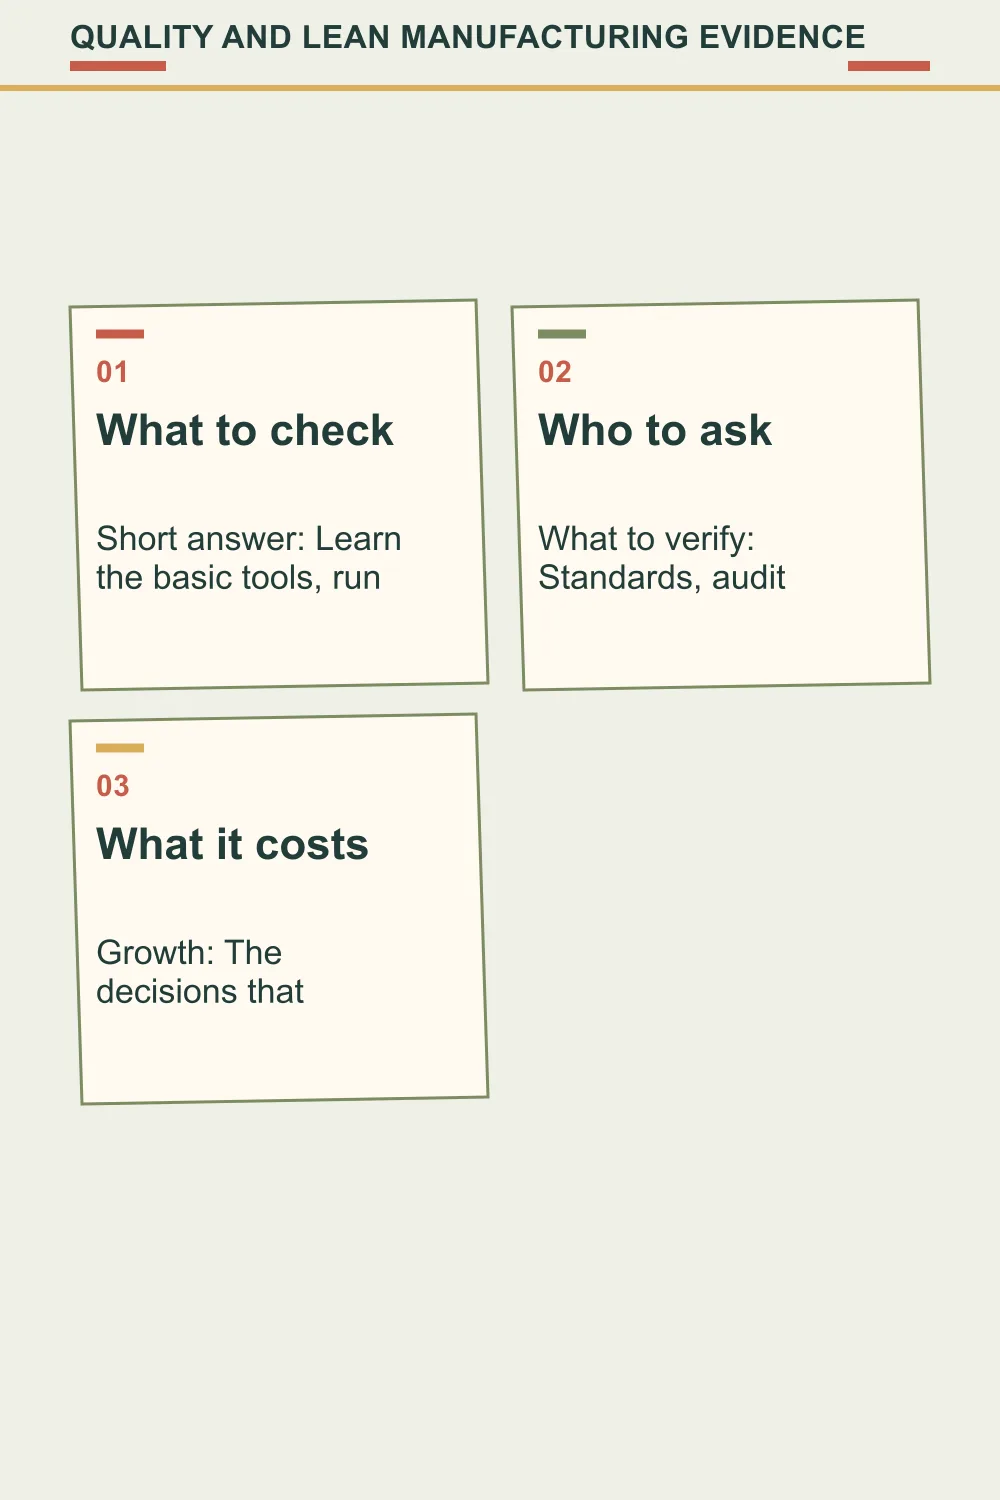 QUALITY AND LEAN MANUFACTURING EVIDENCE
01
What to check
Short answer: Learn
the basic tools, run
02
Who to ask
What to verify:
Standards, audit
03
What it costs
Growth: The
decisions that